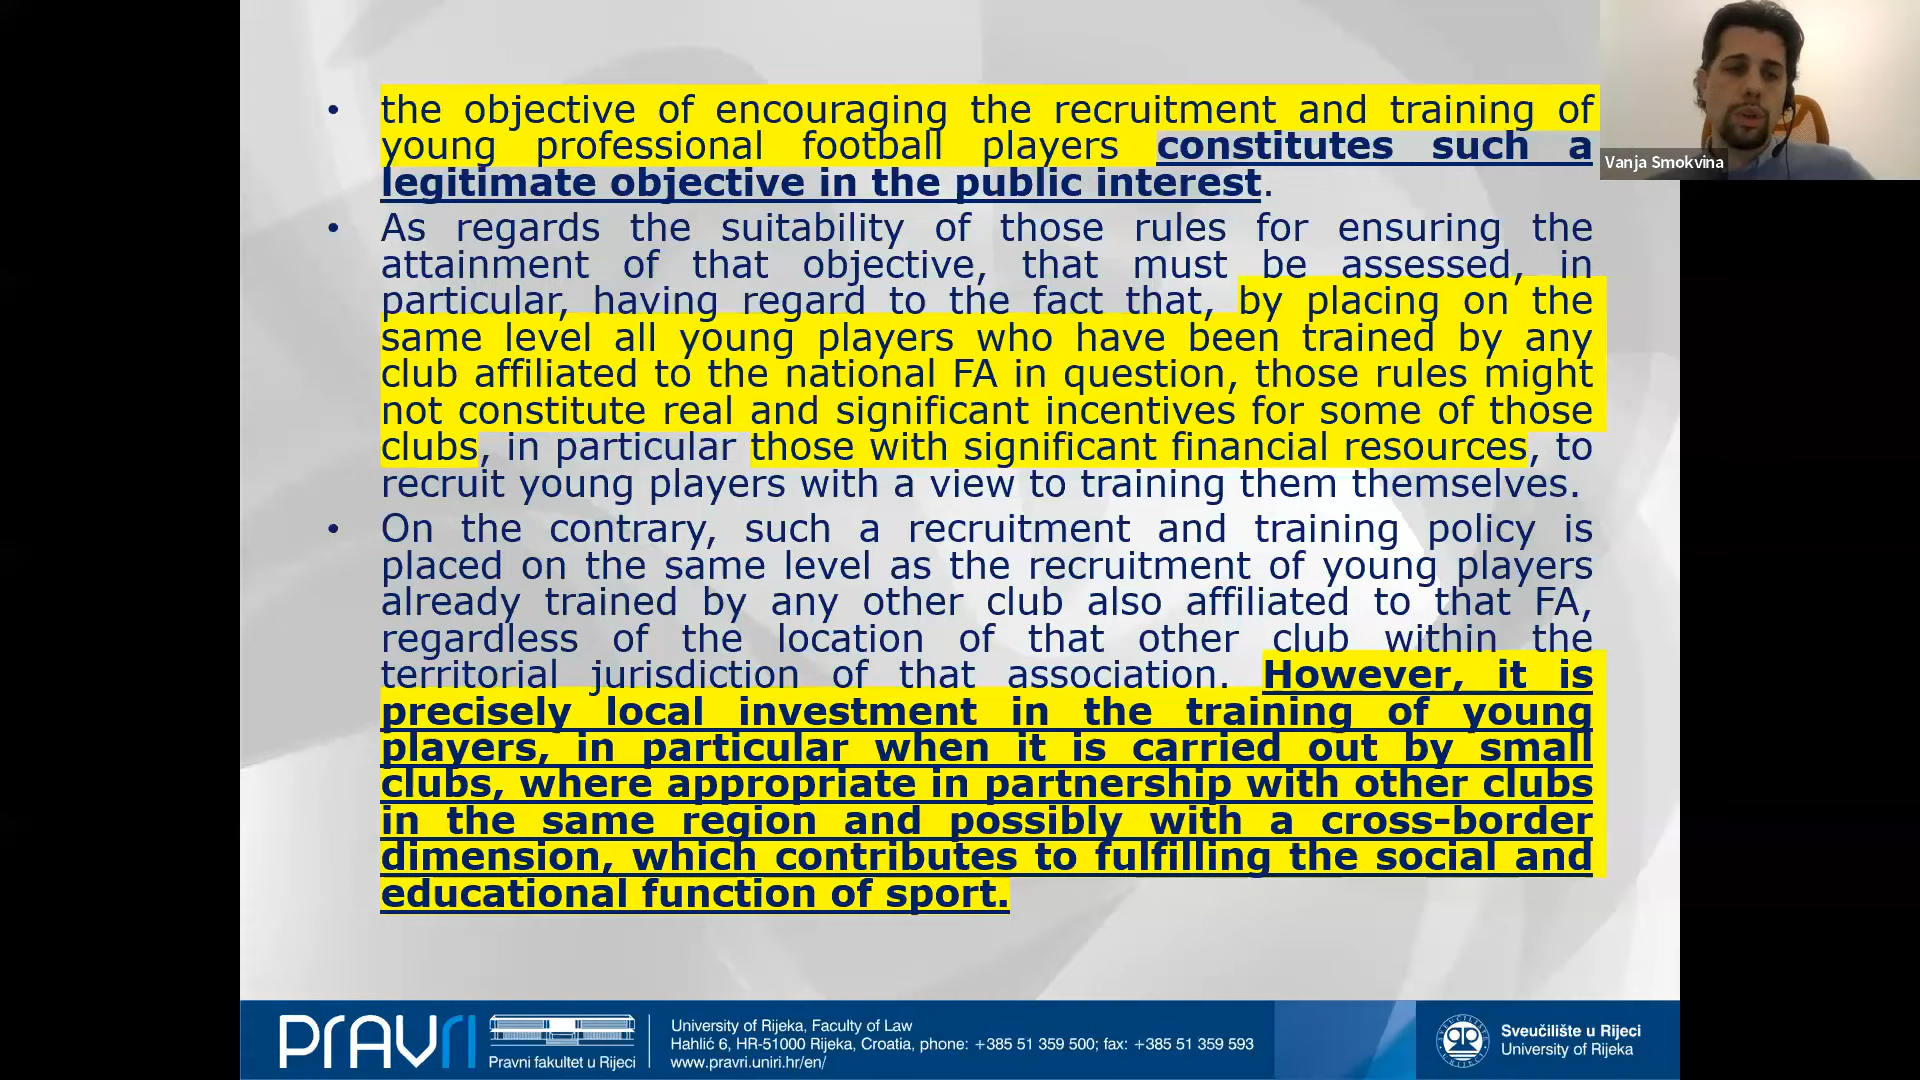 • the objective of encouraging the recruitment and training of
young professional football players constitutes such a
legitimate objective in the public interest.
• As regards the suitability of those rules for ensuring the
attainment of that objective, that must be assessed, in
particular, having regard to the fact that, by placing on the
same level all young players who have been trained by any
club affiliated to the national FA in question, those rules might
not constitute real and significant incentives for some of those
clubs, in particular those with significant financial resources, to
recruit young players with a view to training them themselves.
• On the contrary, such a recruitment and training policy is
placed on the same level as the recruitment of young players
already trained by any other club also affiliated to that FA,
regardless of the location of that other club within the
territorial jurisdiction of that association. However, it is
precisely local investment in the training of young
players, in particular when it is carried out by small
clubs, where appropriate in partnership with other clubs
in the same region and possibly with a cross-border
dimension, which contributes to fulfilling the social and
educational function of sport.
Vanja Smokvina
PRAVRI
Pravni fakultet u Rijeci
University of Rijeka, Faculty of Law
Hahlić 6, HR-51000 Rijeka, Croatia, phone: +385 51 359 500; fax: +385 51 359 593
www.pravri.uniri.hr/en/
Sveučilište u Rijeci
University of Rijeka